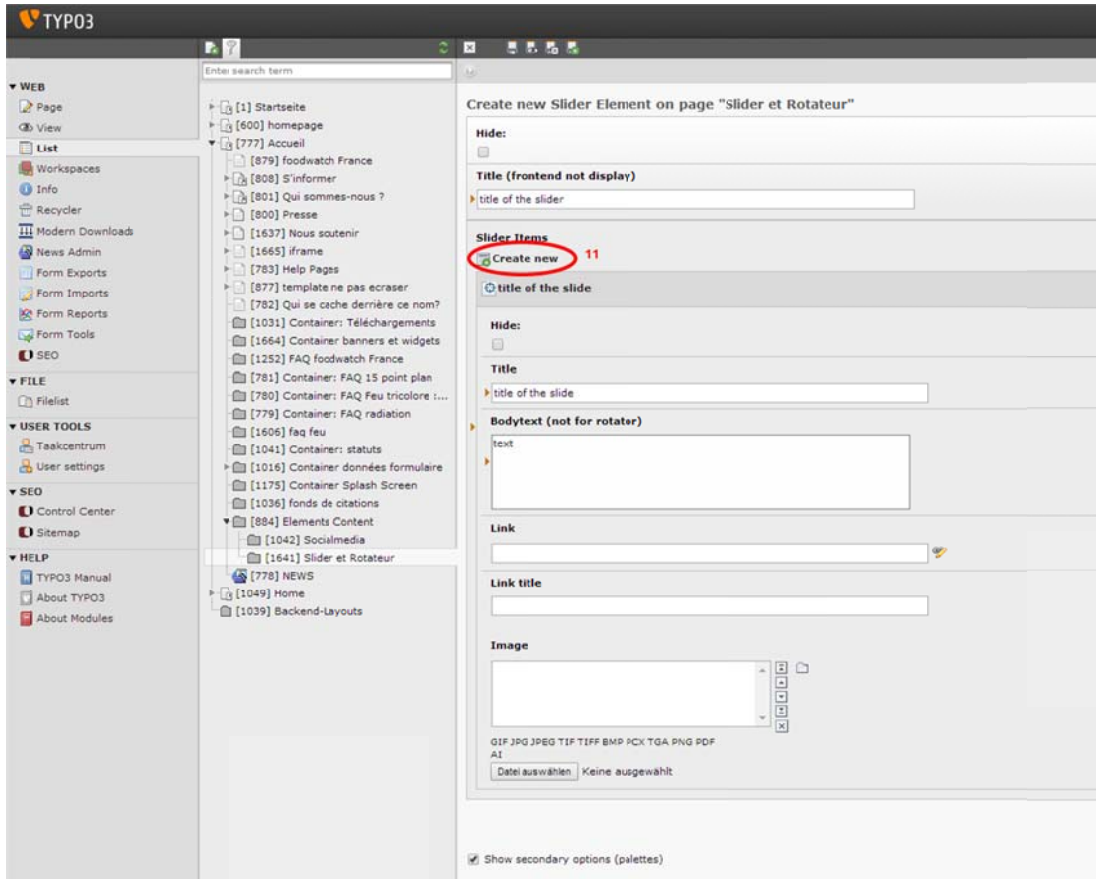 TYPO3
Enter search term
WEB
Page
View
List
Workspaces
Info
Recycler
Modern Downloads
News Admin
Form Exports
Form Imports
Form Reports
Form Tools
SEO
FILE
Filelist
USER TOOLS
Taakcentrum
User settings
SEO
Control Center
Sitemap
HELP
TYPO3 Manual
About TYPO3
About Modules
[1] Startseite
[600] homepage
[777] Accueil
[879] foodwatch France
[808] S'informer
[801] Qui sommes-nous ?
[800] Presse
[1637] Nous soutenir
[1665] iframe
[783] Help Pages
[877] template ne pas ecraser
[782] Qui se cache derrière ce nom?
[1031] Container: Téléchargements
[1664] Container banners et widgets
[1252] FAQ foodwatch France
[781] Container: FAQ 15 point plan
[780] Container: FAQ Feu tricolore :...
[779] Container: FAQ radiation
[1606] faq feu
[1041] Container: statuts
[1016] Container données formulaire
[1175] Container Splash Screen
[1036] fonds de citations
[884] Elements Content
[1042] Socialmedia
[1641] Slider et Rotateur
[778] NEWS
[1049] Home
[1039] Backend-Layouts
Create new Slider Element on page "Slider et Rotateur"
Hide:
Title (frontend not display)
title of the slider
Slider Items
Create new 11
title of the slide
Hide:
Title
title of the slide
Bodytext (not for rotator)
text
Link
Link title
Image
GIF JPG JPEG TIF TIFF BMP PCX TGA PNG PDF
AI
Datei auswählen Keine ausgewählt
Show secondary options (palettes)